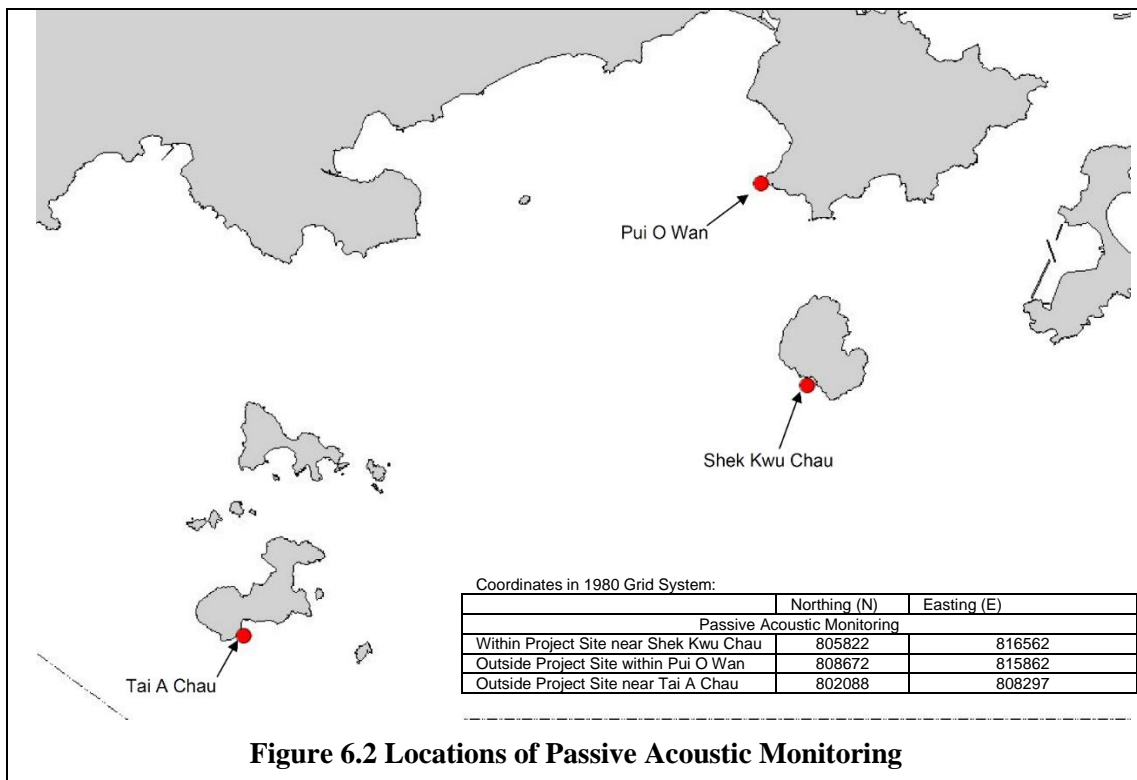 Pui O Wan
Shek Kwu Chau
Tai A Chau
Coordinates in 1980 Grid System:
Northing (N) Easting (E)
Passive Acoustic Monitoring
Within Project Site near Shek Kwu Chau 805822 816562
Outside Project Site within Pui O Wan 808672 815862
Outside Project Site near Tai A Chau 802088 808297
Figure 6.2 Locations of Passive Acoustic Monitoring